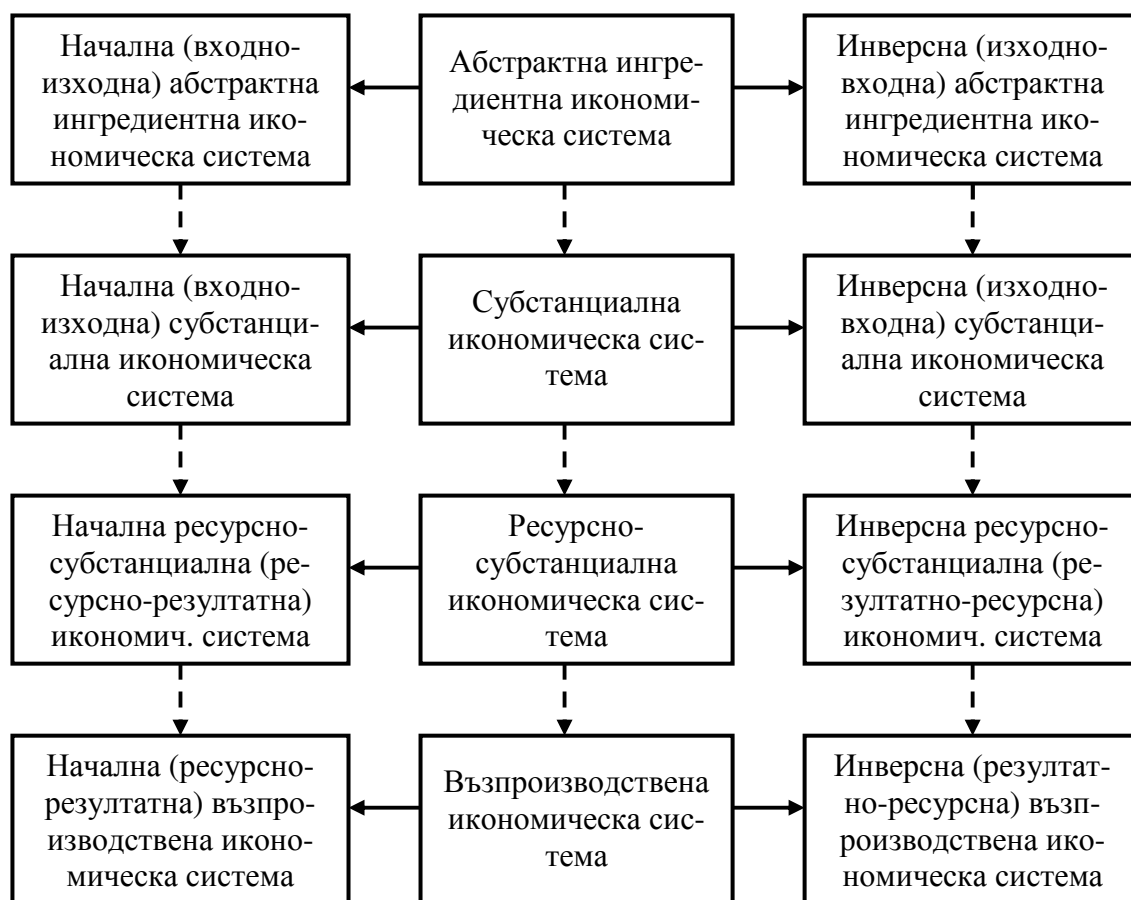 Начална (входно-
изходна) абстрактна
ингредиентна ико-
номическа система
Абстрактна ингре-
диентна икономи-
ческа система
Инверсна (изходно-
входна) абстрактна
ингредиентна ико-
номическа система
Начална (входно-
изходна) субстанци-
ална икономическа
система
Субстанциална
икономическа сис-
тема
Инверсна (изходно-
входна) субстанци-
ална икономическа
система
Начална ресурсно-
субстанциална (ре-
сурсно-резултатна)
икономич. система
Ресурсно-
субстанциална
икономическа сис-
тема
Инверсна ресурсно-
субстанциална (ре-
зултатно-ресурсна)
икономич. система
Начална (ресурсно-
резултатна) възпро-
изводствена иконо-
мическа система
Възпроизводствена
икономическа сис-
тема
Инверсна (резултат-
но-ресурсна) възп-
роизводствена ико-
номическа система